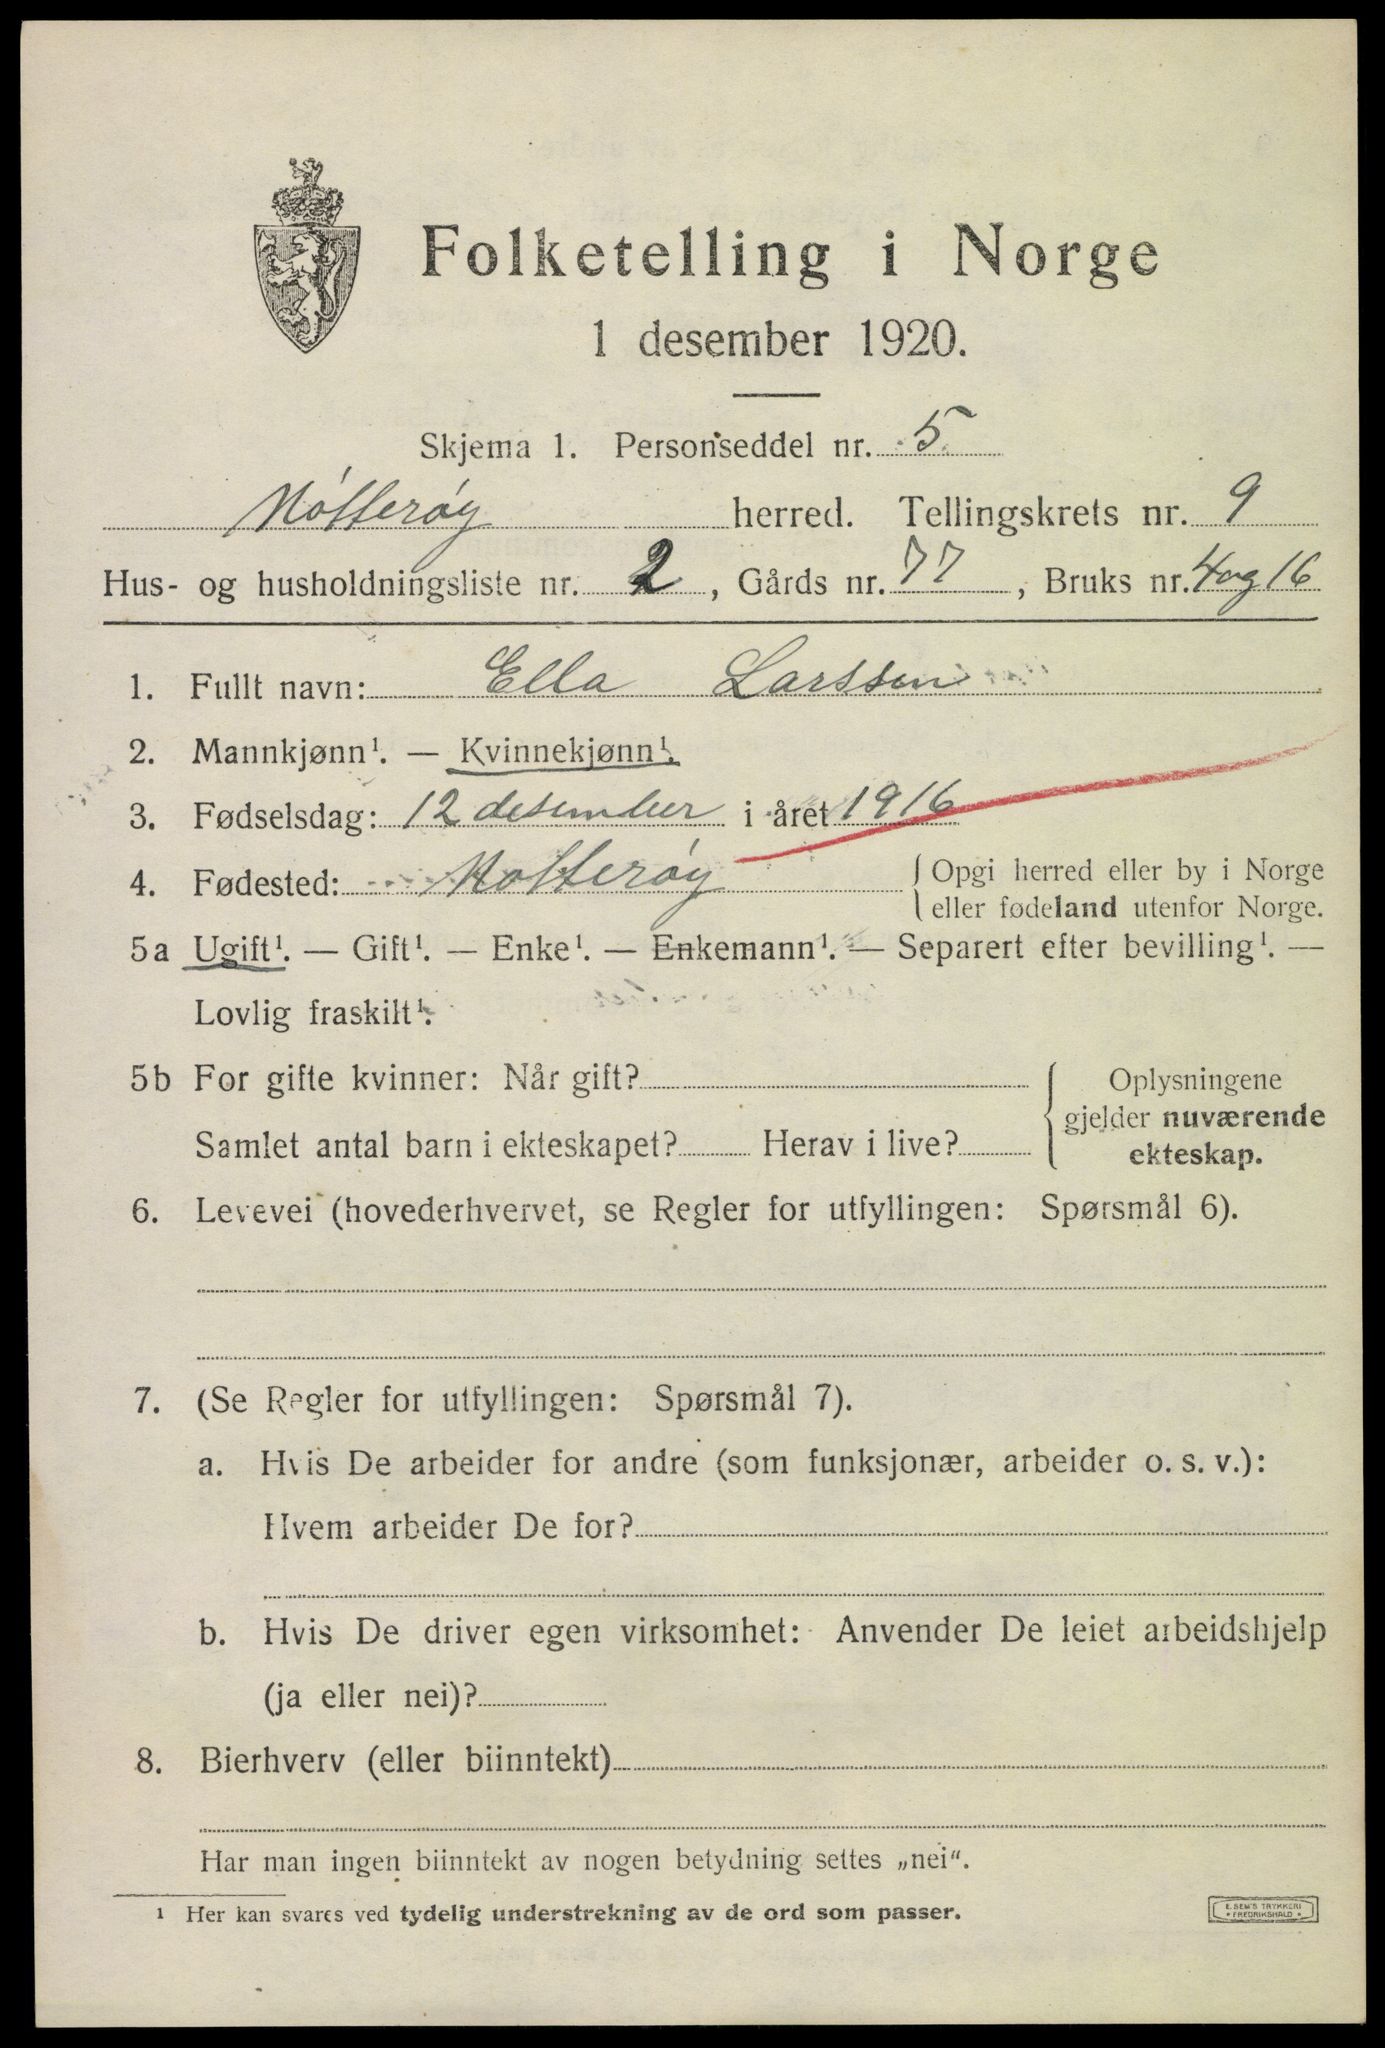 Folketelling i Norge
1 desember 1920.
Skjema 1. Personseddel nr. 5
Nøtterøy herred. Tellingskrets nr. 9
Hus- og husholdningsliste nr. 2, Gårds nr. 77, Bruks nr. 4 og 16
1. Fullt navn: Ella Larssen
2. Mannkjønn¹. — Kvinnekjønn¹.
3. Fødselsdag: 12 desember i året 1916
4. Fødested: Nøtterøy { Opgi herred eller by i Norge
eller fødeland utenfor Norge.
5a Ugift¹. — Gift¹. — Enke¹. — Enkemann¹. — Separert efter bevilling¹. —
Lovlig fraskilt¹.
5b For gifte kvinner: Når gift? { Oplysningene
gjelder nuværende
Samlet antal barn i ekteskapet? Herav i live? ekteskap.
6. Levevei (hovederhvervet, se Regler for utfyllingen: Spørsmål 6).
7. (Se Regler for utfyllingen: Spørsmål 7).
a. Hvis De arbeider for andre (som funksjonær, arbeider o. s. v.):
Hvem arbeider De for?
b. Hvis De driver egen virksomhet: Anvender De leiet arbeidshjelp
(ja eller nei)?
8. Bierhverv (eller biinntekt)
Har man ingen biinntekt av nogen betydning settes „nei".
¹ Her kan svares ved tydelig understrekning av de ord som passer.
E. SEM'S TRYKKERI
• FREDRIKSHALD •